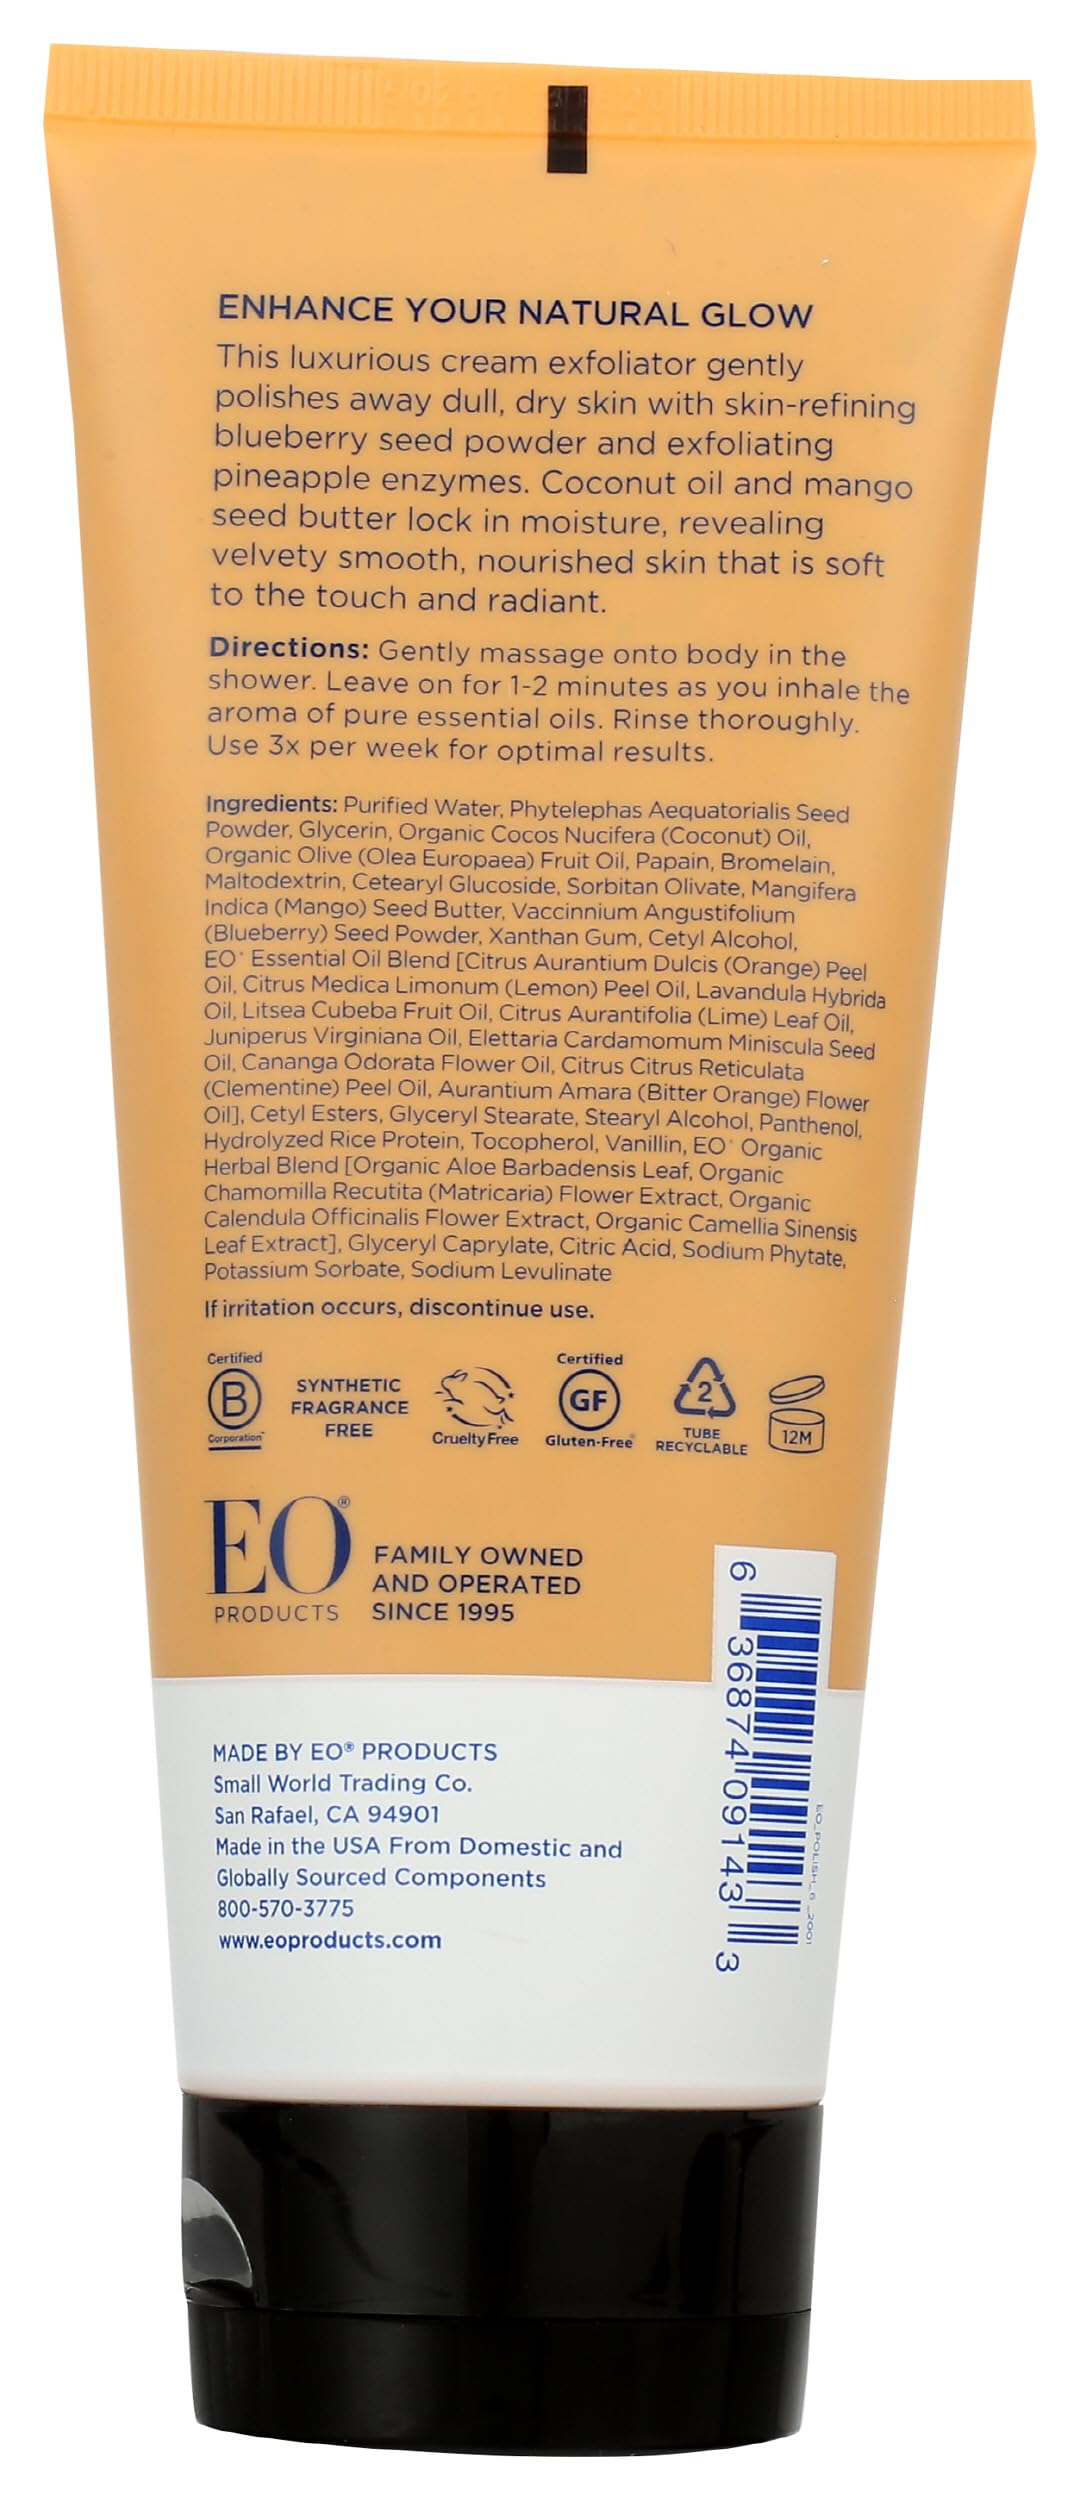 ENHANCE YOUR NATURAL GLOW
This luxurious cream exfoliator gently
polishes away dull, dry skin with skin-refining
blueberry seed powder and exfoliating
pineapple enzymes. Coconut oil and mango
seed butter lock in moisture, revealing
velvety smooth, nourished skin that is soft
to the touch and radiant.
Directions: Gently massage onto body in the
shower. Leave on for 1-2 minutes as you inhale the
aroma of pure essential oils. Rinse thoroughly.
Use 3x per week for optimal results.
Ingredients: Purified Water, Phytelephas Aequatorialis Seed
Powder, Glycerin, Organic Cocos Nucifera (Coconut) Oil,
Organic Olive (Olea Europaea) Fruit Oil, Papain, Bromelain,
Maltodextrin, Cetearyl Glucoside, Sorbitan Olivate, Mangifera
Indica (Mango) Seed Butter, Vaccinnium Angustifolium
(Blueberry) Seed Powder, Xanthan Gum, Cetyl Alcohol,
EO® Essential Oil Blend [Citrus Aurantium Dulcis (Orange) Peel
Oil, Citrus Medica Limonum (Lemon) Peel Oil, Lavandula Hybrida
Oil, Litsea Cubeba Fruit Oil, Citrus Aurantifolia (Lime) Leaf Oil,
Juniperus Virginiana Oil, Elettaria Cardamomum Miniscula Seed
Oil, Cananga Odorata Flower Oil, Citrus Citrus Reticulata
(Clementine) Peel Oil, Aurantium Amara (Bitter Orange) Flower
Oil], Cetyl Esters, Glyceryl Stearate, Stearyl Alcohol, Panthenol,
Hydrolyzed Rice Protein, Tocopherol, Vanillin, EO® Organic
Herbal Blend [Organic Aloe Barbadensis Leaf, Organic
Chamomilla Recutita (Matricaria) Flower Extract, Organic
Calendula Officinalis Flower Extract, Organic Camellia Sinensis
Leaf Extract], Glyceryl Caprylate, Citric Acid, Sodium Phytate,
Potassium Sorbate, Sodium Levulinate
If irritation occurs, discontinue use.
Certified
B
Corporation™
SYNTHETIC
FRAGRANCE
FREE
Cruelty Free
Certified
GF
Gluten-Free®
2
TUBE
RECYCLABLE
12M
EO®
PRODUCTS
FAMILY OWNED
AND OPERATED
SINCE 1995
MADE BY EO® PRODUCTS
Small World Trading Co.
San Rafael, CA 94901
Made in the USA From Domestic and
Globally Sourced Components
800-570-3775
www.eoproducts.com
6 36874 09143 3
EO_POLISH_6_2001